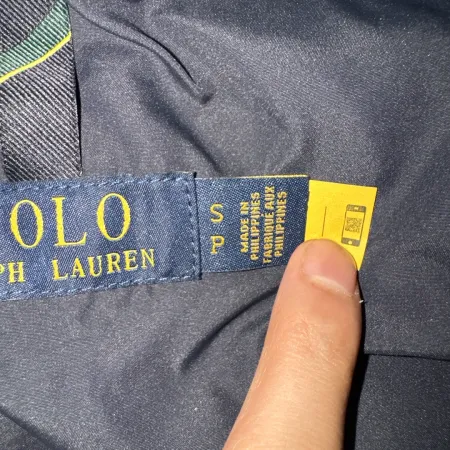 OLO
PH LAUREN
S
P
MADE IN
PHILIPPINES
FABRIQUÉ AUX
PHILIPPINES